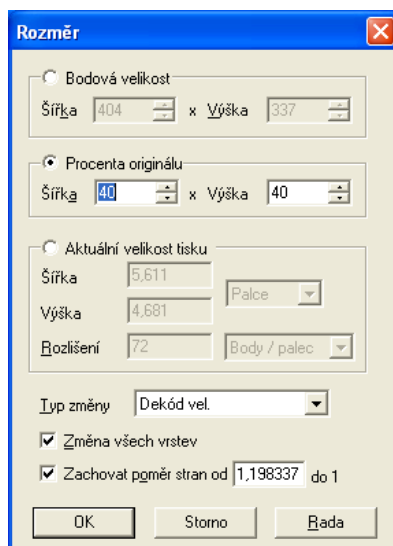 Rozměr
Bodová velikost
Šířka 404 x Výška 337
Procenta originálu
Šířka 40 x Výška 40
Aktuální velikost tisku
Šířka 5,611
Palce
Výška 4,681
Rozlišení 72 Body / palec
Typ změny Dekód vel.
Změna všech vrstev
Zachovat poměr stran od 1,198337 do 1
OK Storno Rada